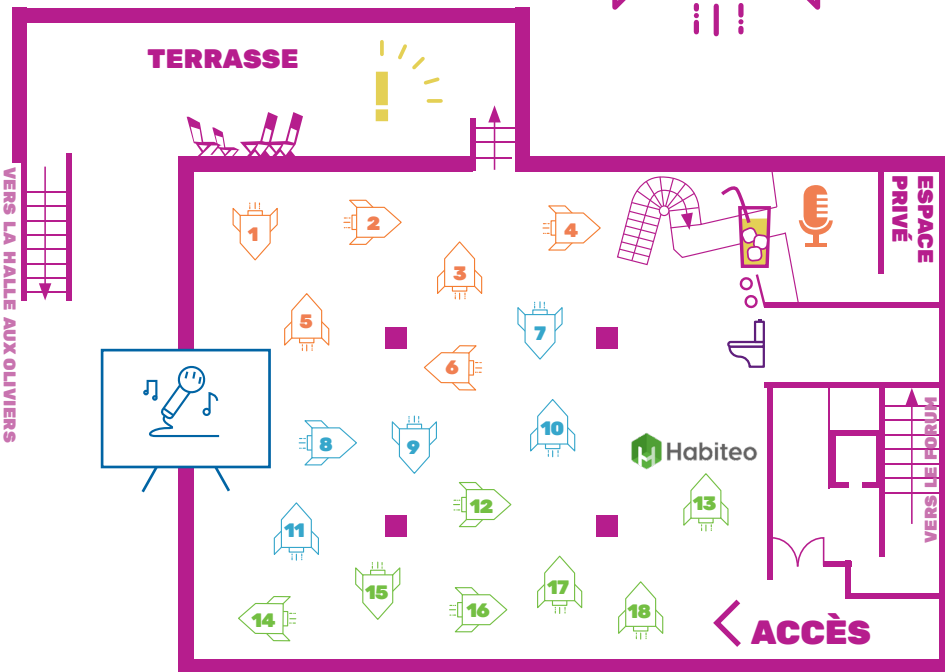 TERRASSE
VERS LA HALLE AUX OLIVIERS
ESPACE
PRIVÉ
1
2
4
3
5
7
6
8
9
10
Habiteo
12
13
11
15
14
16
17
18
VERS LE FORUM
ACCÈS